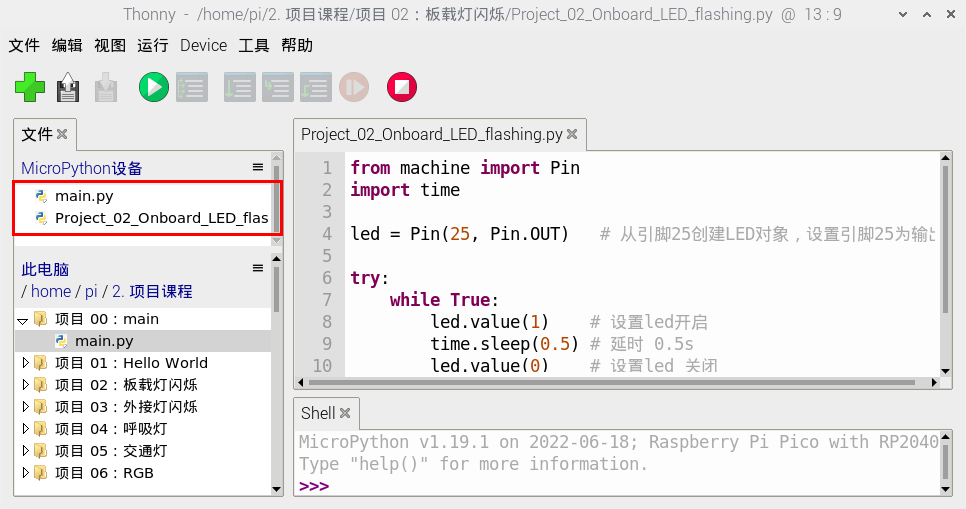 Thonny - /home/pi/2. 项目课程/项目 02：板载灯闪烁/Project_02_Onboard_LED_flashing.py @ 13 : 9
文件 编辑 视图 运行 Device 工具 帮助
文件
MicroPython设备
main.py
Project_02_Onboard_LED_flas
此电脑
/ home / pi / 2. 项目课程
项目 00：main
main.py
项目 01：Hello World
项目 02：板载灯闪烁
项目 03：外接灯闪烁
项目 04：呼吸灯
项目 05：交通灯
项目 06：RGB
Project_02_Onboard_LED_flashing.py
1 from machine import Pin
2 import time
3
4 led = Pin(25, Pin.OUT) # 从引脚25创建LED对象，设置引脚25为输出
5
6 try:
7 while True:
8 led.value(1) # 设置led开启
9 time.sleep(0.5) # 延时 0.5s
10 led.value(0) # 设置led 关闭
Shell
MicroPython v1.19.1 on 2022-06-18; Raspberry Pi Pico with RP2040
Type "help()" for more information.
>>>